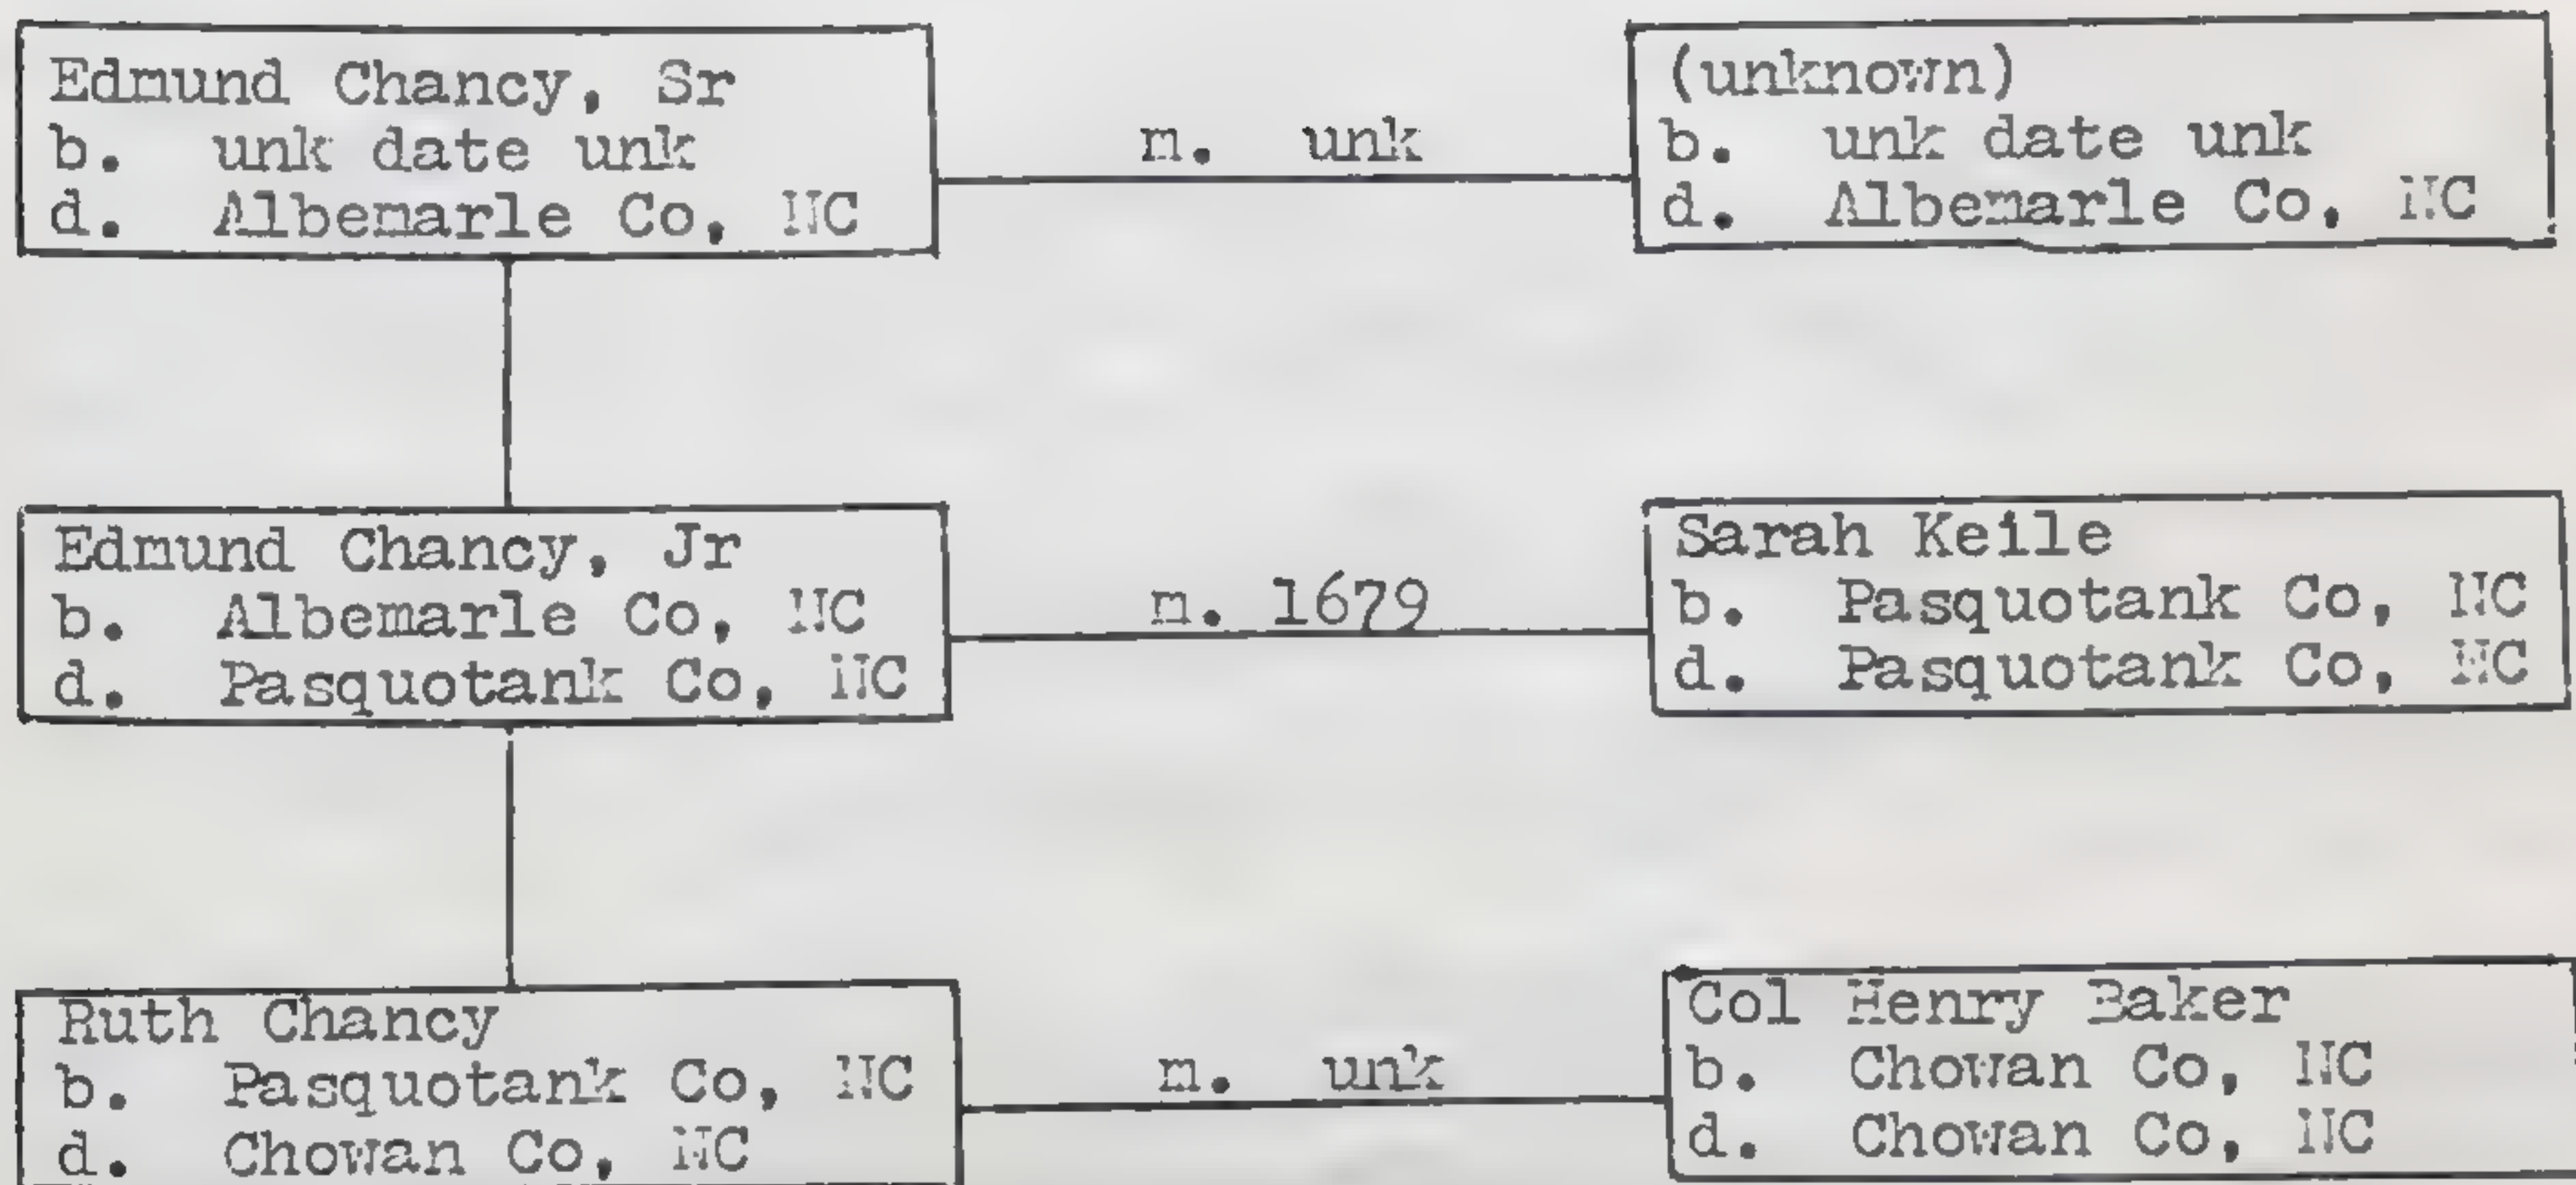 Edmund Chancy, Sr
b. unk date unk
d. Albemarle Co, NC
m. unk
(unknown)
b. unk date unk
d. Albemarle Co, NC
Edmund Chancy, Jr
b. Albemarle Co, NC
d. Pasquotank Co, NC
m. 1679
Sarah Keile
b. Pasquotank Co, NC
d. Pasquotank Co, NC
Ruth Chancy
b. Pasquotank Co, NC
d. Chowan Co, NC
m. unk
Col Henry Baker
b. Chowan Co, NC
d. Chowan Co, NC